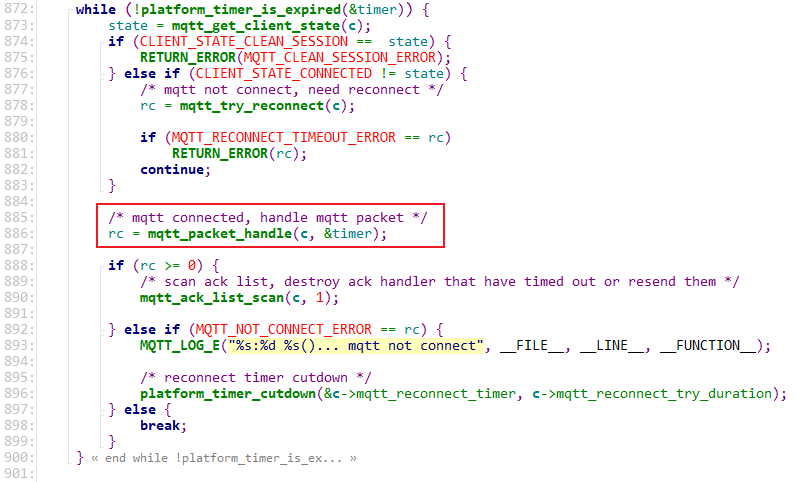 872: while (!platform_timer_is_expired(&timer)) {
873: state = mqtt_get_client_state(c);
874: if (CLIENT_STATE_CLEAN_SESSION ==  state) {
875: RETURN_ERROR(MQTT_CLEAN_SESSION_ERROR);
876: } else if (CLIENT_STATE_CONNECTED != state) {
877: /* mqtt not connect, need reconnect */
878: rc = mqtt_try_reconnect(c);
879:
880: if (MQTT_RECONNECT_TIMEOUT_ERROR == rc)
881: RETURN_ERROR(rc);
882: continue;
883: }
884:
885: /* mqtt connected, handle mqtt packet */
886: rc = mqtt_packet_handle(c, &timer);
887:
888: if (rc >= 0) {
889: /* scan ack list, destroy ack handler that have timed out or resend them */
890: mqtt_ack_list_scan(c, 1);
891:
892: } else if (MQTT_NOT_CONNECT_ERROR == rc) {
893: MQTT_LOG_E("%s:%d %s()... mqtt not connect", __FILE__, __LINE__, __FUNCTION__);
894:
895: /* reconnect timer cutdown */
896: platform_timer_cutdown(&c->mqtt_reconnect_timer, c->mqtt_reconnect_try_duration);
897: } else {
898: break;
899: }
900: } « end while !platform_timer_is_ex... »
901: